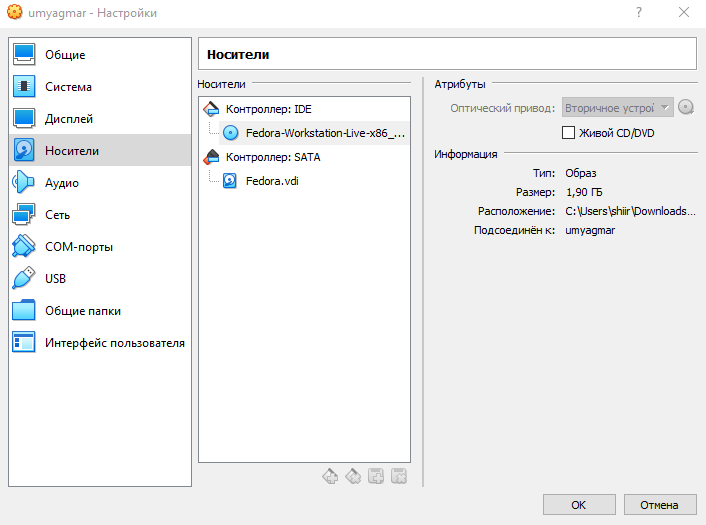 umyagmar - Настройки
?
Общие
Система
Дисплей
Носители
Аудио
Сеть
COM-порты
USB
Общие папки
Интерфейс пользователя
Носители
Носители
Контроллер: IDE
Fedora-Workstation-Live-x86_...
Контроллер: SATA
Fedora.vdi
Атрибуты
Оптический привод: Вторичное устрой
Живой CD/DVD
Информация
Тип: Образ
Размер: 1,90 ГБ
Расположение: C:\Users\shiir\Downloads...
Подсоединён к: umyagmar
OK
Отмена